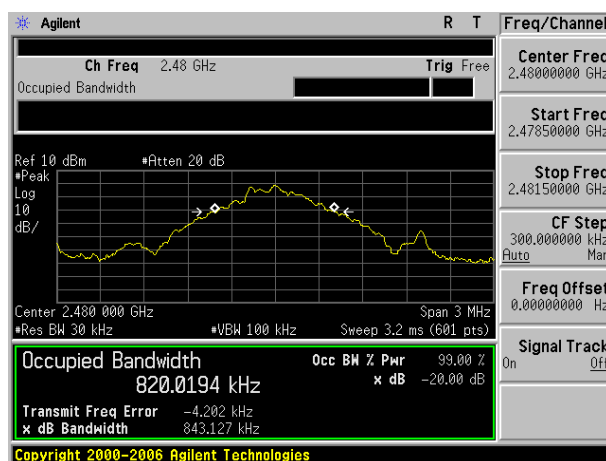 Agilent R T Freq/Channel
Ch Freq 2.48 GHz Trig Free
Occupied Bandwidth
Center Freq
2.48000000 GHz
Start Freq
2.47850000 GHz
Stop Freq
2.48150000 GHz
CF Step
300.000000 kHz
Auto Man
Freq Offset
0.00000000 Hz
Signal Track
On Off
Ref 10 dBm #Atten 20 dB
#Peak
Log
10
dB/
Center 2.480 000 GHz Span 3 MHz
#Res BW 30 kHz #VBW 100 kHz Sweep 3.2 ms (601 pts)
Occupied Bandwidth Occ BW % Pwr 99.00 %
820.0194 kHz x dB -20.00 dB
Transmit Freq Error -4.202 kHz
x dB Bandwidth 843.127 kHz
Copyright 2000-2006 Agilent Technologies